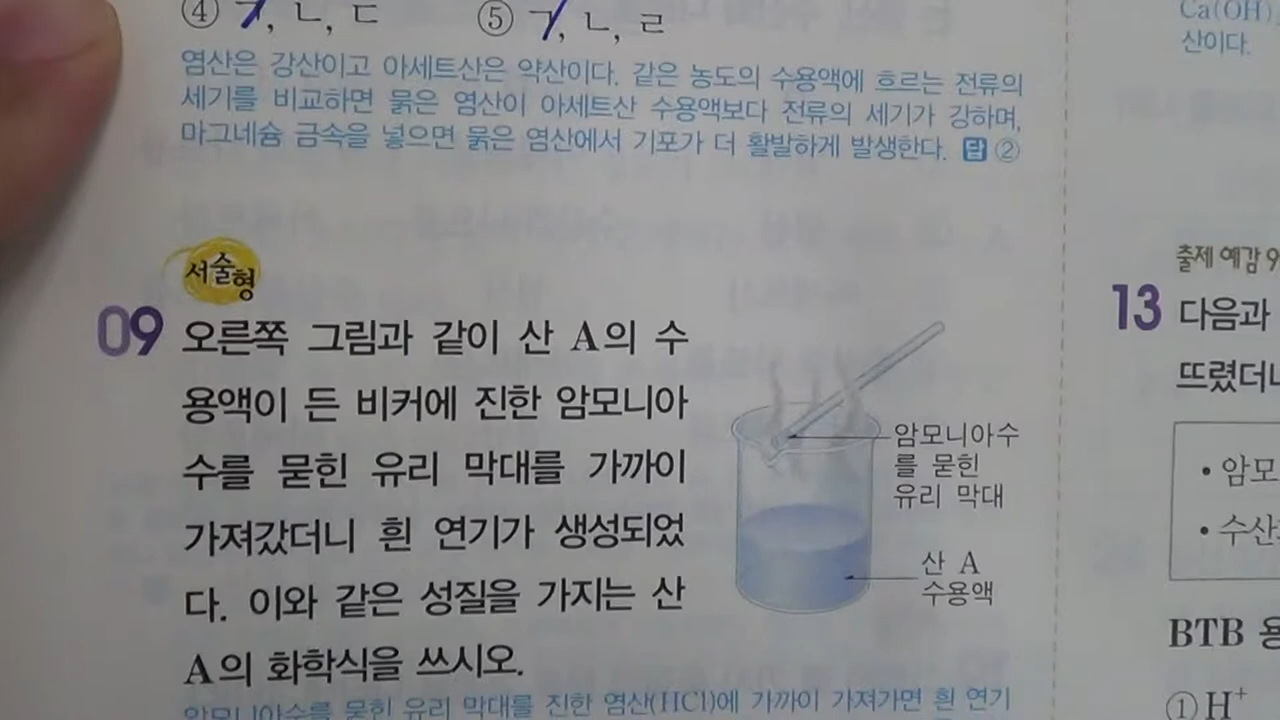 ④ ㄱ, ㄴ, ㄷ ⑤ ㄱ, ㄴ, ㄹ
염산은 강산이고 아세트산은 약산이다. 같은 농도의 수용액에 흐르는 전류의
세기를 비교하면 묽은 염산이 아세트산 수용액보다 전류의 세기가 강하며,
마그네슘 금속을 넣으면 묽은 염산에서 기포가 더 활발하게 발생한다. 답 ②
서술형
09 오른쪽 그림과 같이 산 A의 수
용액이 든 비커에 진한 암모니아
수를 묻힌 유리 막대를 가까이
가져갔더니 흰 연기가 생성되었
다. 이와 같은 성질을 가지는 산
A의 화학식을 쓰시오.
암모니아수
를 묻힌
유리 막대
산 A
수용액
암모니아수를 묻힌 유리 막대를 진한 염산(HCl)에 가까이 가져가면 흰 연기
Ca(OH)
산이다.
출제 예감 9
13 다음과
뜨렸더니
• 암모
• 수산
BTB 용
① H⁺